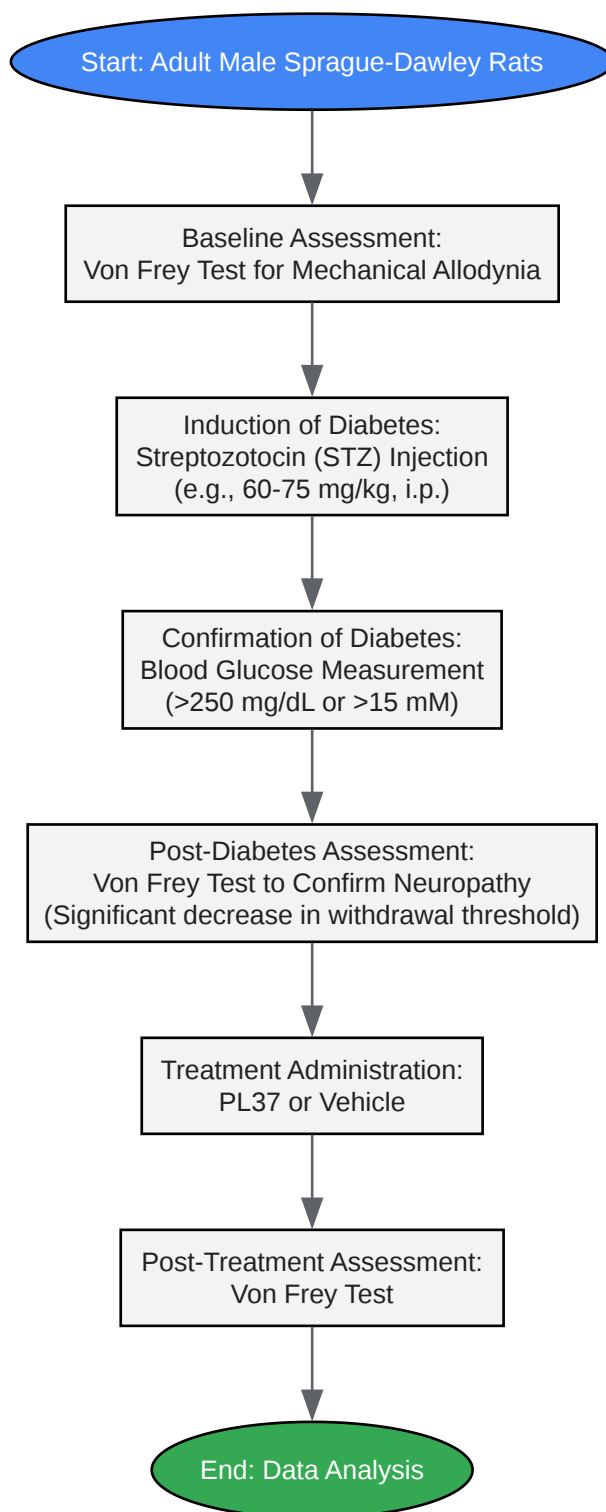 Start: Adult Male Sprague-Dawley Rats
Baseline Assessment:
Von Frey Test for Mechanical Allodynia
Induction of Diabetes:
Streptozotocin (STZ) Injection
(e.g., 60-75 mg/kg, i.p.)
Confirmation of Diabetes:
Blood Glucose Measurement
(>250 mg/dL or >15 mM)
Post-Diabetes Assessment:
Von Frey Test to Confirm Neuropathy
(Significant decrease in withdrawal threshold)
Treatment Administration:
PL37 or Vehicle
Post-Treatment Assessment:
Von Frey Test
End: Data Analysis